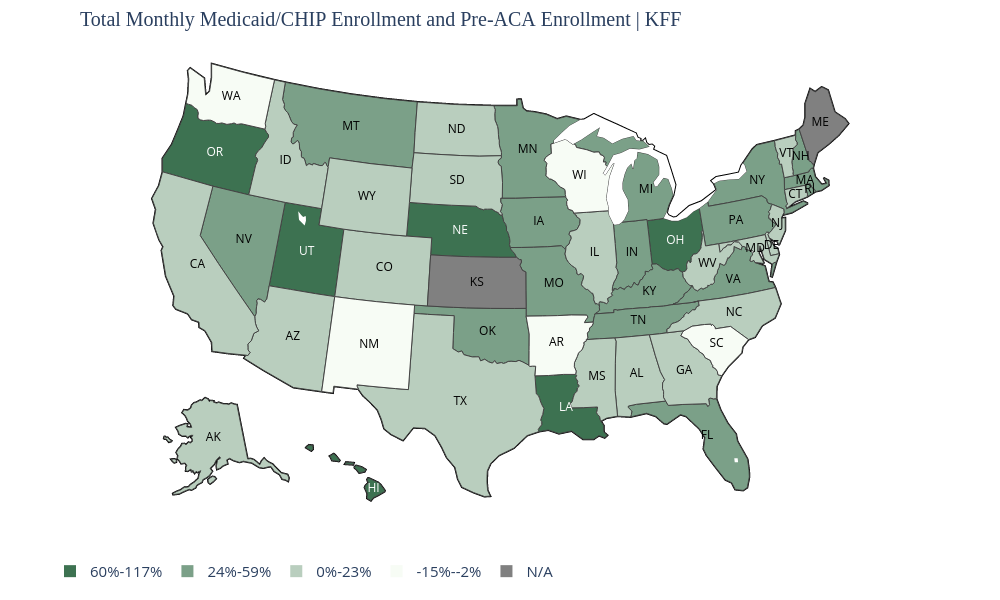 Total Monthly Medicaid/CHIP Enrollment and Pre-ACA Enrollment | KFF
WA
OR
ID
MT
ND
SD
WY
MN
WI
MI
NE
IA
NV
UT
CO
CA
AZ
NM
KS
MO
OK
AR
TX
LA
IL
IN
OH
KY
TN
MS
AL
GA
FL
SC
NC
VA
WV
PA
NY
VT
NH
ME
MA
RI
CT
NJ
DE
MD
AK
HI
60%-117%
24%-59%
0%-23%
-15%--2%
N/A